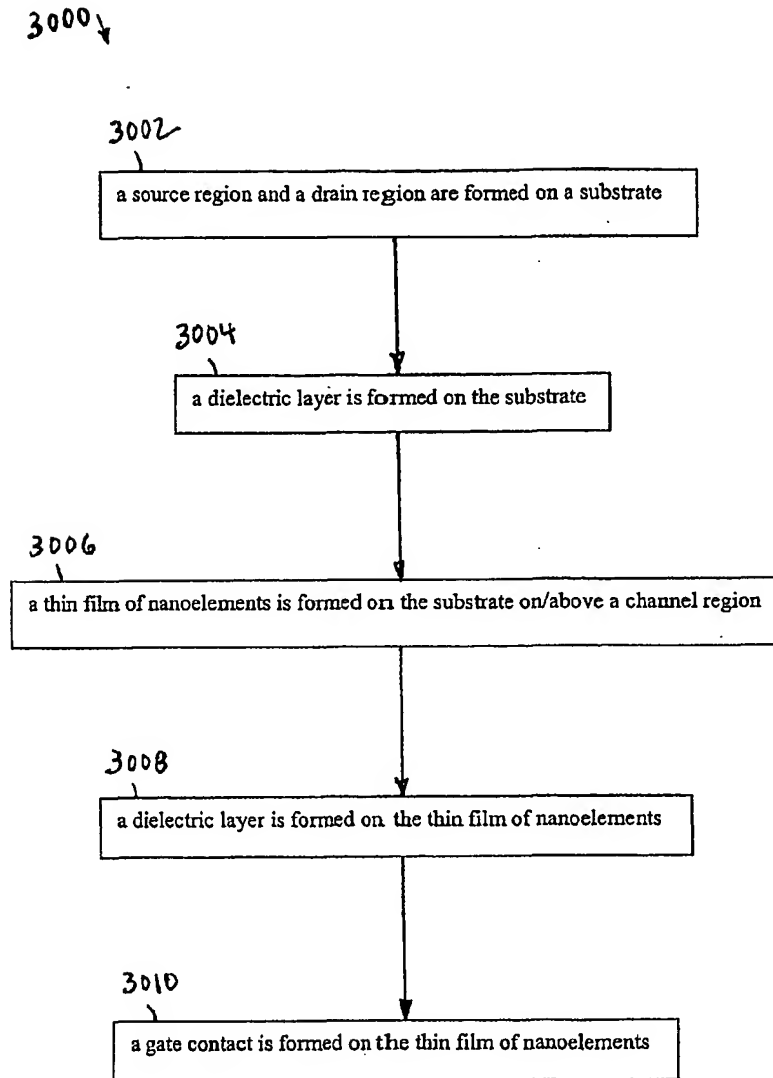 3000
3002
a source region and a drain region are formed on a substrate
3004
a dielectric layer is formed on the substrate
3006
a thin film of nanoelements is formed on the substrate on/above a channel region
3008
a dielectric layer is formed on the thin film of nanoelements
3010
a gate contact is formed on the thin film of nanoelements